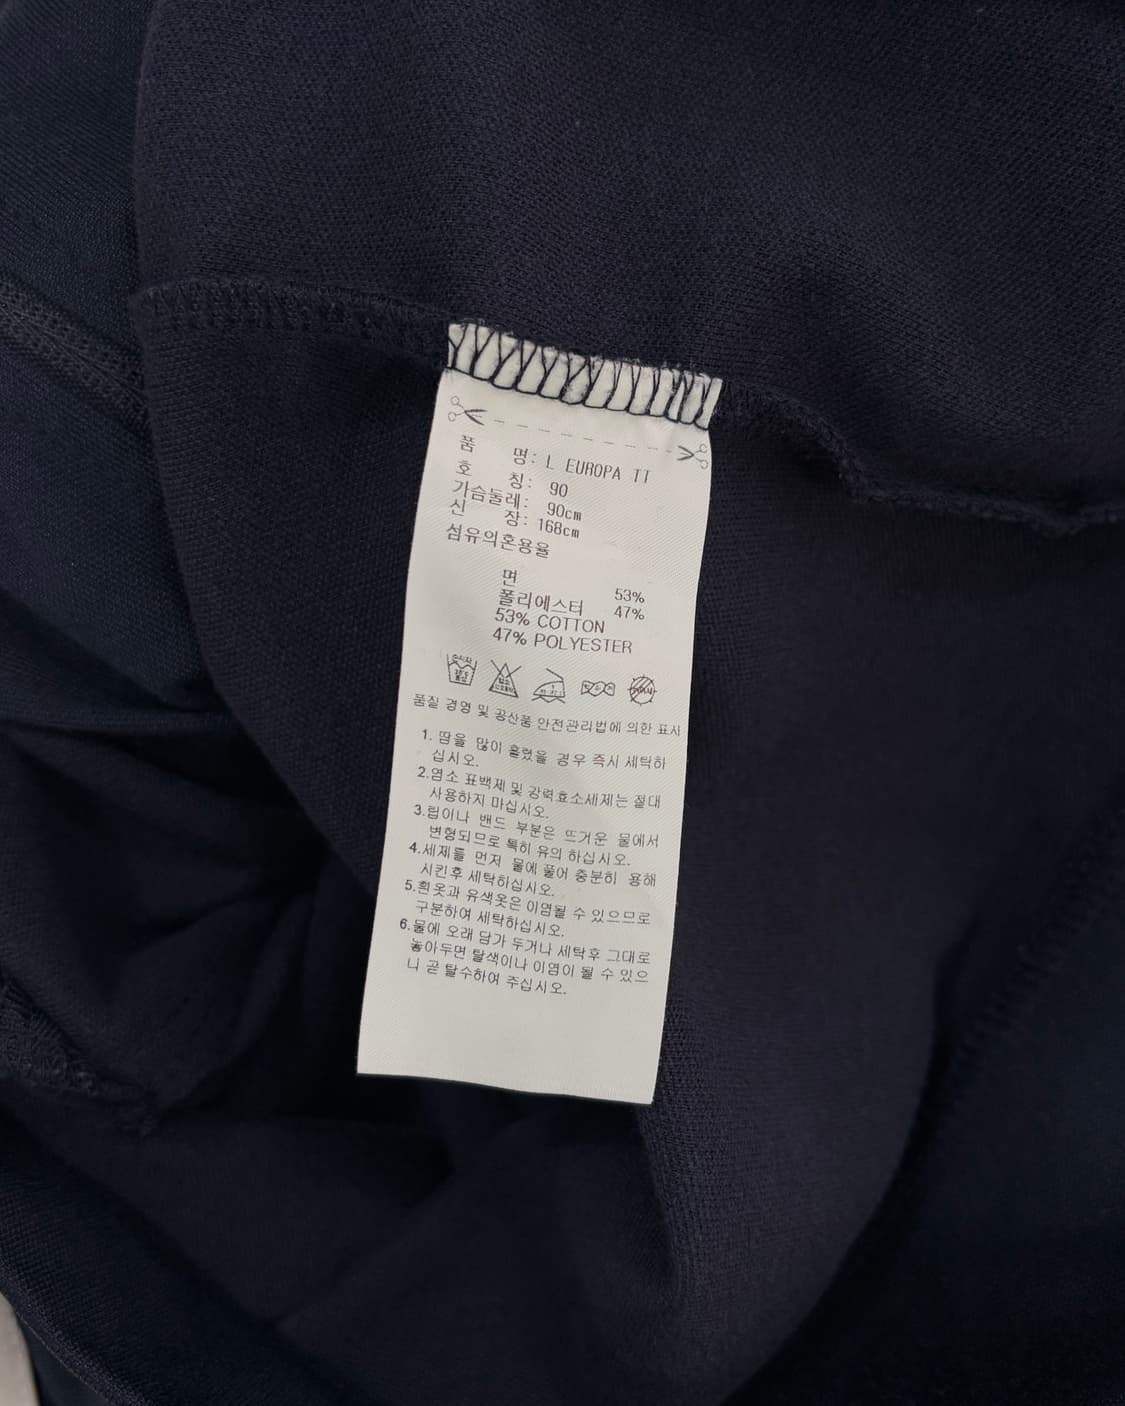 품 명: L EUROPA TT
호 칭: 90
가슴둘레: 90cm
신 장: 168cm
섬유의혼용율
면 53%
폴리에스터 47%
53% COTTON
47% POLYESTER
품질 경영 및 공산품 안전관리법에 의한 표시
1. 땀을 많이 흘렸을 경우 즉시 세탁하
십시오.
2.염소 표백제 및 강력효소세제는 절대
사용하지 마십시오.
3.립이나 밴드 부분은 뜨거운 물에서
변형되므로 특히 유의 하십시오.
4.세제를 먼저 물에 풀어 충분히 용해
시킨후 세탁하십시오.
5.흰옷과 유색옷은 이염될 수 있으므로
구분하여 세탁하십시오.
6.물에 오래 담가 두거나 세탁후 그대로
놓아두면 탈색이나 이염이 될 수 있으
니 곧 탈수하여 주십시오.